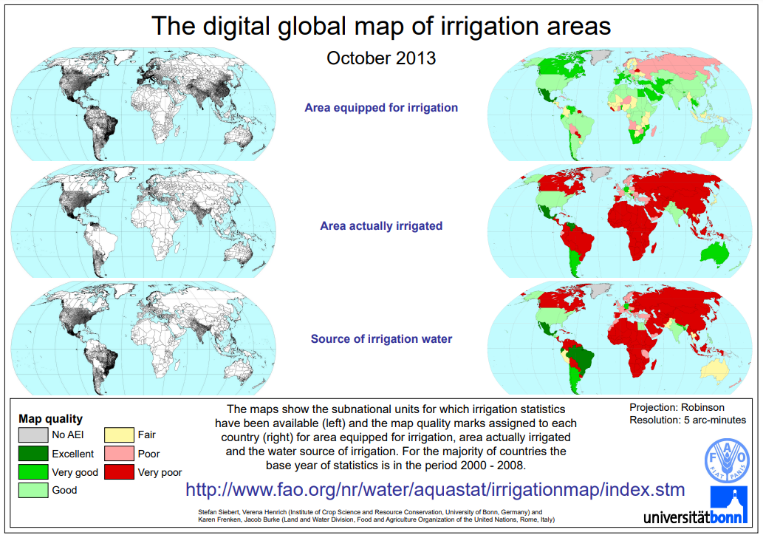 The digital global map of irrigation areas
October 2013
Area equipped for irrigation
Area actually irrigated
Source of irrigation water
Map quality
No AEI
Fair
Excellent
Poor
Very good
Very poor
Good
The maps show the subnational units for which irrigation statistics
have been available (left) and the map quality marks assigned to each
country (right) for area equipped for irrigation, area actually irrigated
and the water source of irrigation. For the majority of countries the
base year of statistics is in the period 2000 - 2008.
http://www.fao.org/nr/water/aquastat/irrigationmap/index.stm
Stefan Siebert, Verena Henrich (Institute of Crop Science and Resource Conservation, University of Bonn, Germany) and
Karen Frenken, Jacob Burke (Land and Water Division, Food and Agriculture Organization of the United Nations, Rome, Italy)
Projection: Robinson
Resolution: 5 arc-minutes
FAO
FIAT PANIS
universitätbonn